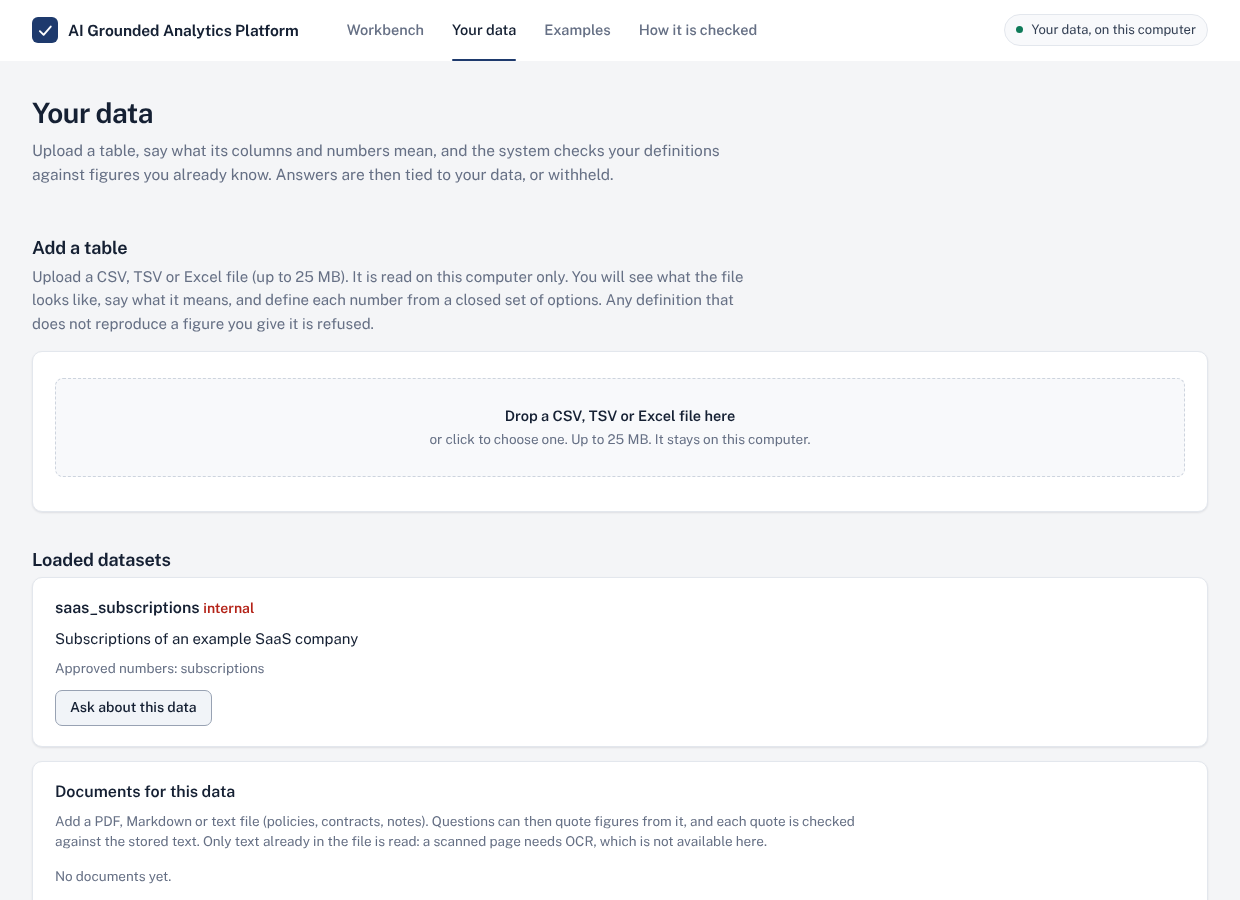 AI Grounded Analytics Platform
Workbench
Your data
Examples
How it is checked
Your data, on this computer
Your data
Upload a table, say what its columns and numbers mean, and the system checks your definitions
against figures you already know. Answers are then tied to your data, or withheld.
Add a table
Upload a CSV, TSV or Excel file (up to 25 MB). It is read on this computer only. You will see what the file
looks like, say what it means, and define each number from a closed set of options. Any definition that
does not reproduce a figure you give it is refused.
Drop a CSV, TSV or Excel file here
or click to choose one. Up to 25 MB. It stays on this computer.
Loaded datasets
saas_subscriptions internal
Subscriptions of an example SaaS company
Approved numbers: subscriptions
Ask about this data
Documents for this data
Add a PDF, Markdown or text file (policies, contracts, notes). Questions can then quote figures from it, and each quote is checked
against the stored text. Only text already in the file is read: a scanned page needs OCR, which is not available here.
No documents yet.